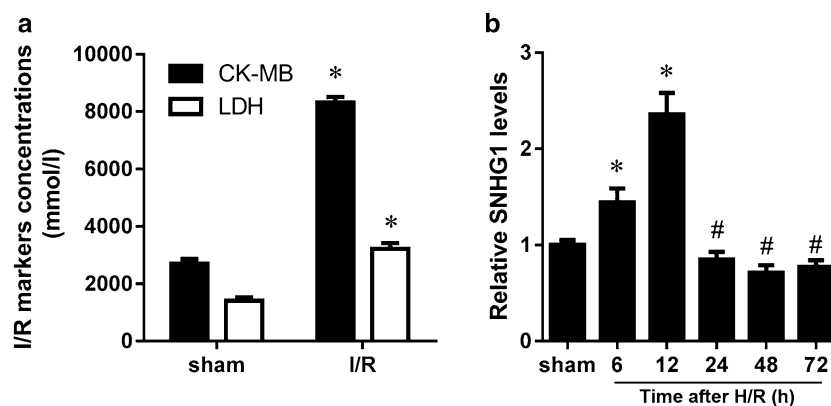 a
I/R markers concentrations
(mmol/l)
10000
8000
6000
4000
2000
0
CK-MB
LDH
*
*
sham
I/R
b
Relative SNHG1 levels
3
2
1
0
*
*
#
#
#
sham
6
12
24
48
72
Time after H/R (h)